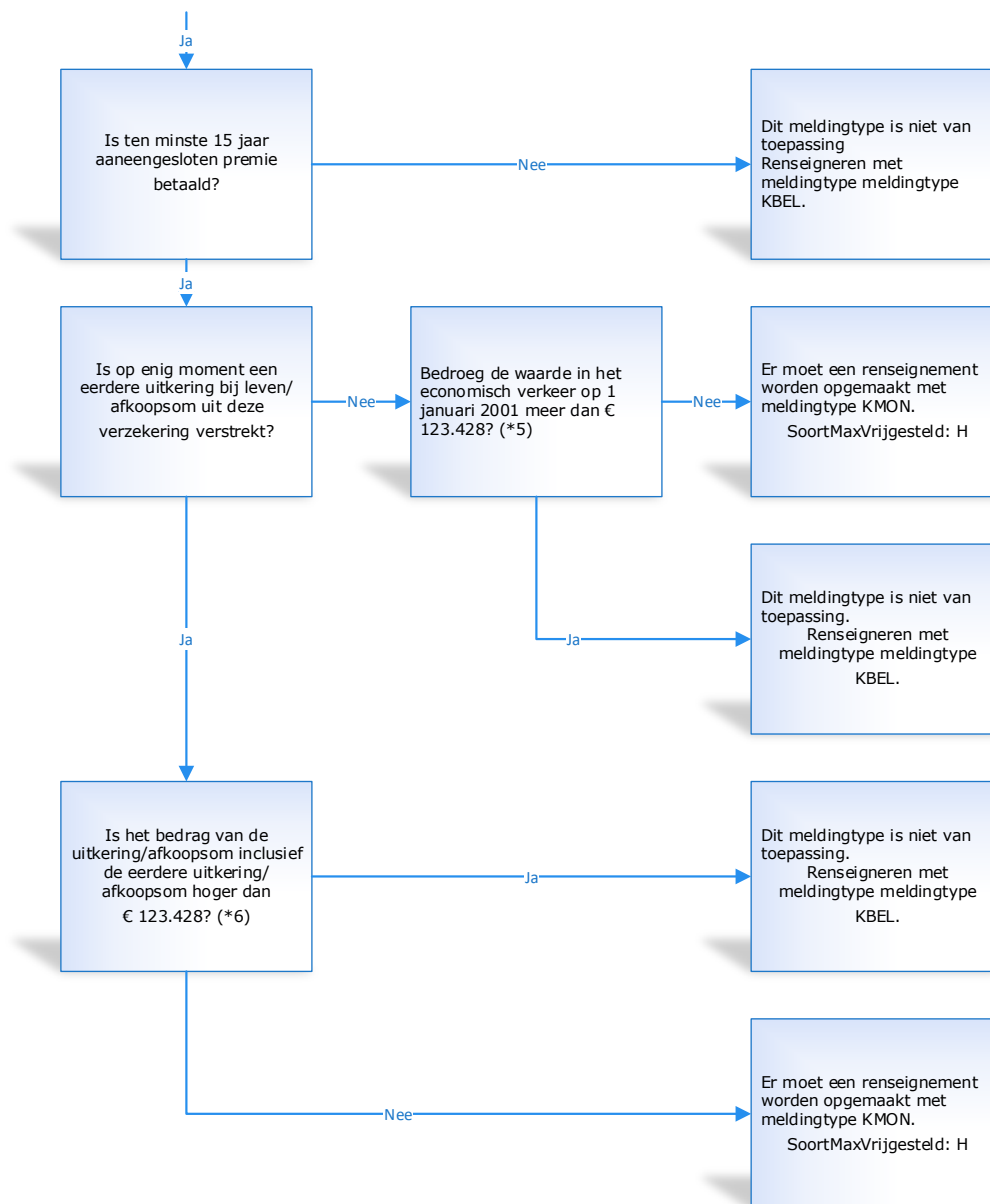 Ja
Is ten minste 15 jaar
aaneengesloten premie
betaald?
Nee
Dit meldingtype is niet van
toepassing
Renseigneren met
meldingtype meldingtype
KBEL.
Ja
Is op enig moment een
eerdere uitkering bij leven/
afkoopsom uit deze
verzekering verstrekt?
Nee
Bedroeg de waarde in het
economisch verkeer op 1
januari 2001 meer dan €
123.428? (*5)
Nee
Er moet een renseignement
worden opgemaakt met
meldingtype KMON.
SoortMaxVrijgesteld: H
Ja
Dit meldingtype is niet van
toepassing.
Renseigneren met
meldingtype meldingtype
KBEL.
Ja
Is het bedrag van de
uitkering/afkoopsom inclusief
de eerdere uitkering/
afkoopsom hoger dan
€ 123.428? (*6)
Ja
Dit meldingtype is niet van
toepassing.
Renseigneren met
meldingtype meldingtype
KBEL.
Nee
Er moet een renseignement
worden opgemaakt met
meldingtype KMON.
SoortMaxVrijgesteld: H